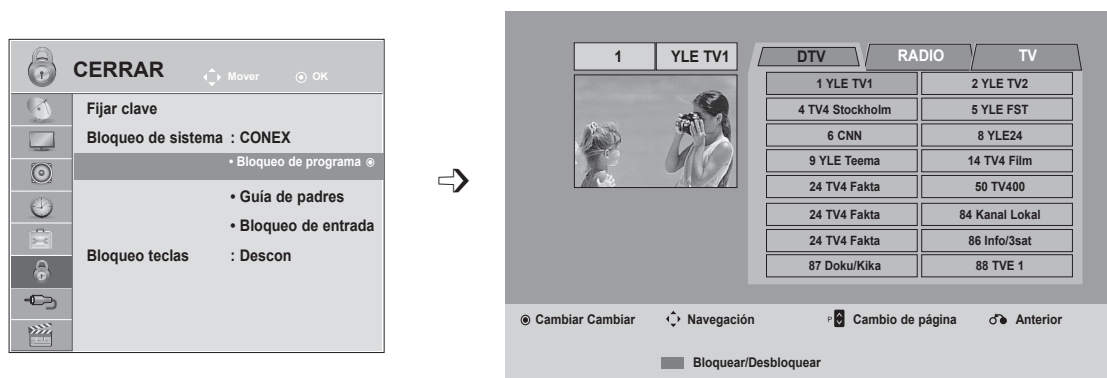 CERRAR
Mover
OK
Fijar clave
Bloqueo de sistema : CONEX
• Bloqueo de programa
• Guía de padres
• Bloqueo de entrada
Bloqueo teclas : Descon
1 YLE TV1
DTV RADIO TV
1 YLE TV1 2 YLE TV2
4 TV4 Stockholm 5 YLE FST
6 CNN 8 YLE24
9 YLE Teema 14 TV4 Film
24 TV4 Fakta 50 TV400
24 TV4 Fakta 84 Kanal Lokal
24 TV4 Fakta 86 Info/3sat
87 Doku/Kika 88 TVE 1
Cambiar Cambiar Navegación P Cambio de página Anterior
Bloquear/Desbloquear